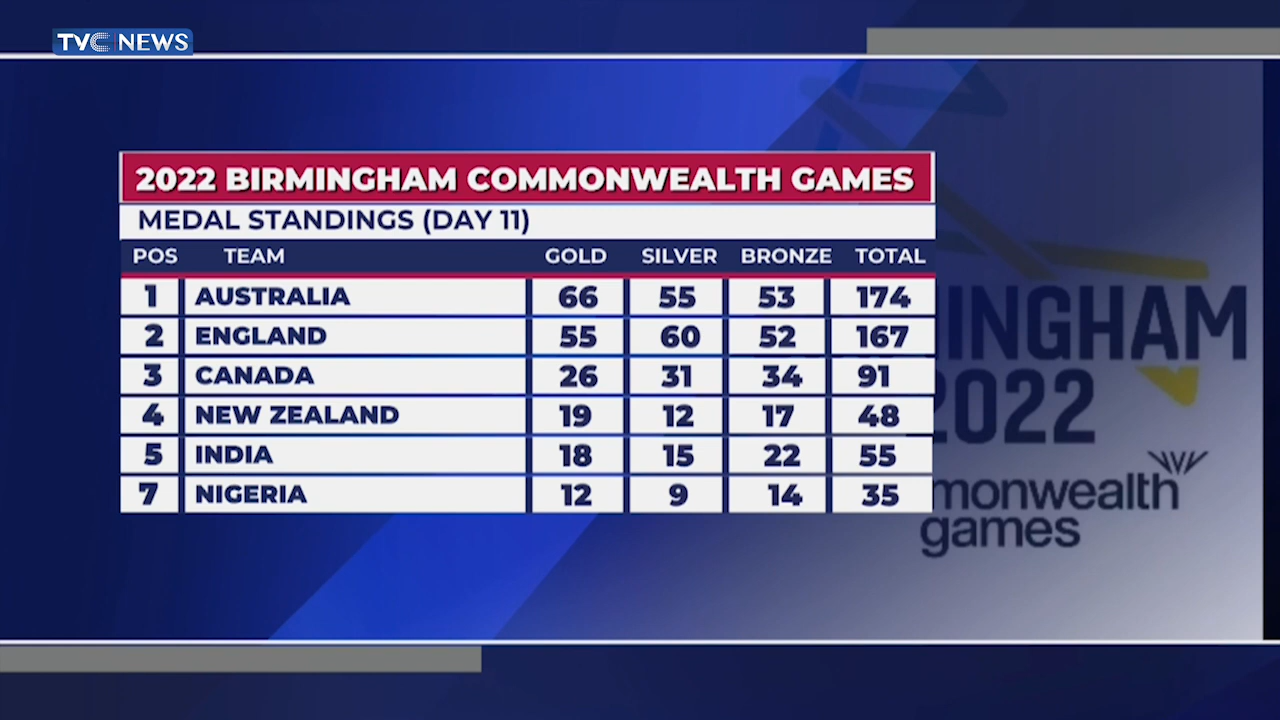 TVC NEWS
2022 BIRMINGHAM COMMONWEALTH GAMES
MEDAL STANDINGS (DAY 11)
POS TEAM GOLD SILVER BRONZE TOTAL
1 AUSTRALIA 66 55 53 174
2 ENGLAND 55 60 52 167
3 CANADA 26 31 34 91
4 NEW ZEALAND 19 12 17 48
5 INDIA 18 15 22 55
7 NIGERIA 12 9 14 35
MINGHAM
2022
monwealth
games